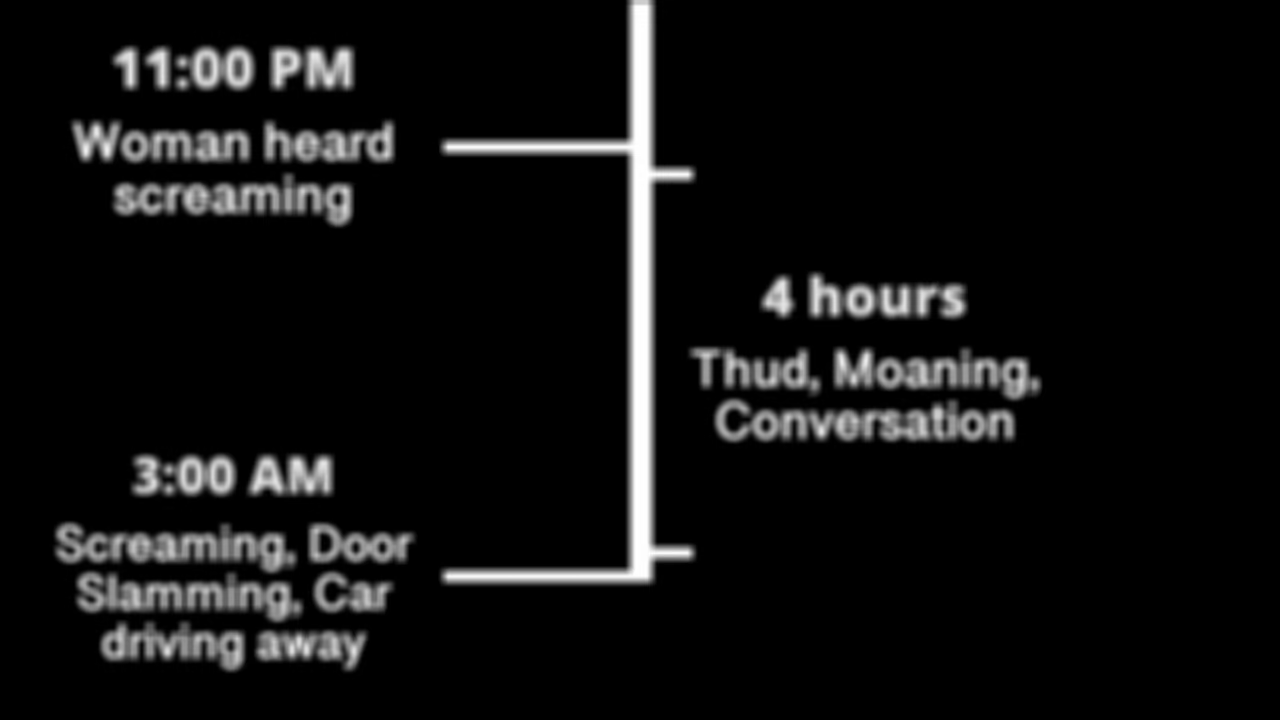 11:00 PM
Woman heard
screaming
4 hours
Thud, Moaning,
Conversation
3:00 AM
Screaming, Door
Slamming, Car
driving away